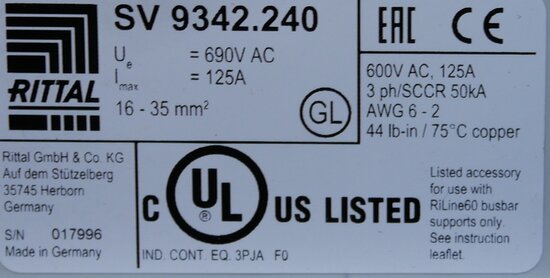 SV 9342.240
Ue = 690V AC
Imax = 125A
16 - 35 mm²
RITTAL
GL
EAC CE
600V AC, 125A
3 ph/SCCR 50kA
AWG 6 - 2
44 lb-in / 75°C copper
Rittal GmbH & Co. KG
Auf dem Stützelberg
35745 Herborn
Germany
S/N 017996
Made in Germany
C UL ® US LISTED
IND. CONT. EQ. 3PJA F0
Listed accessory
for use with
RiLine60 busbar
supports only.
See instruction
leaflet.